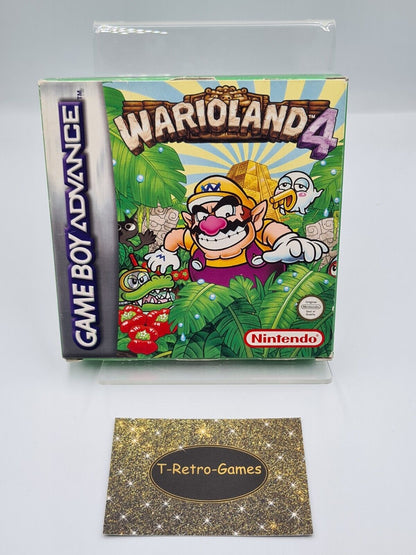 WARIOLAND 4
GAME BOY ADVANCE
Nintendo
T-Retro-Games